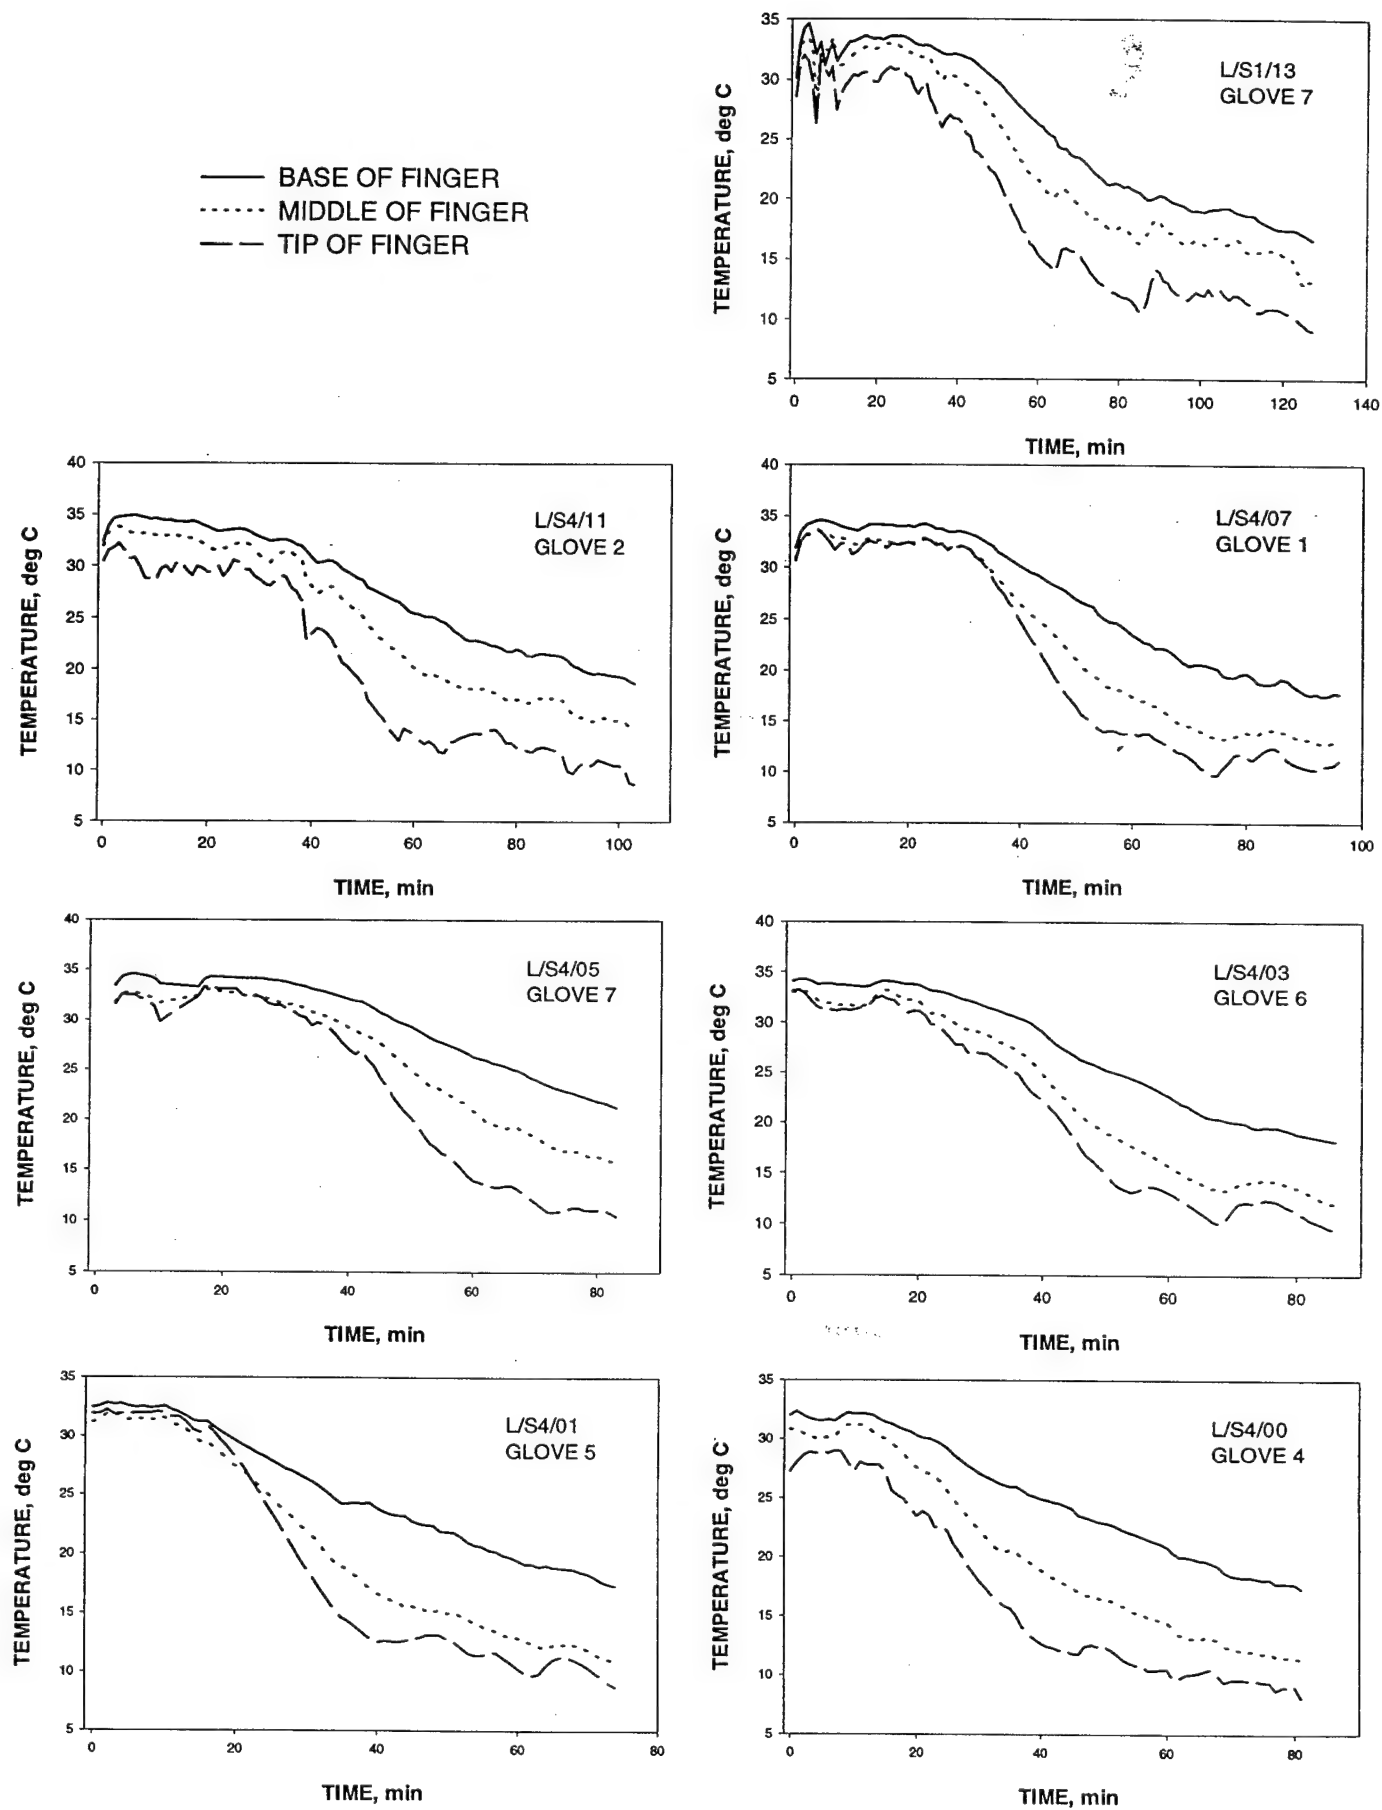 BASE OF FINGER
MIDDLE OF FINGER
TIP OF FINGER
TEMPERATURE, deg C
35
30
25
20
15
10
5
L/S1/13
GLOVE 7
0 20 40 60 80 100 120 140
TIME, min
TEMPERATURE, deg C
40
35
30
25
20
15
10
5
L/S4/11
GLOVE 2
0 20 40 60 80 100
TIME, min
TEMPERATURE, deg C
40
35
30
25
20
15
10
5
L/S4/07
GLOVE 1
0 20 40 60 80 100
TIME, min
TEMPERATURE, deg C
40
35
30
25
20
15
10
5
L/S4/05
GLOVE 7
0 20 40 60 80
TIME, min
TEMPERATURE, deg C
40
35
30
25
20
15
10
5
L/S4/03
GLOVE 6
0 20 40 60 80
TIME, min
TEMPERATURE, deg C
35
30
25
20
15
10
5
L/S4/01
GLOVE 5
0 20 40 60 80
TIME, min
TEMPERATURE, deg C
35
30
25
20
15
10
5
L/S4/00
GLOVE 4
0 20 40 60 80
TIME, min